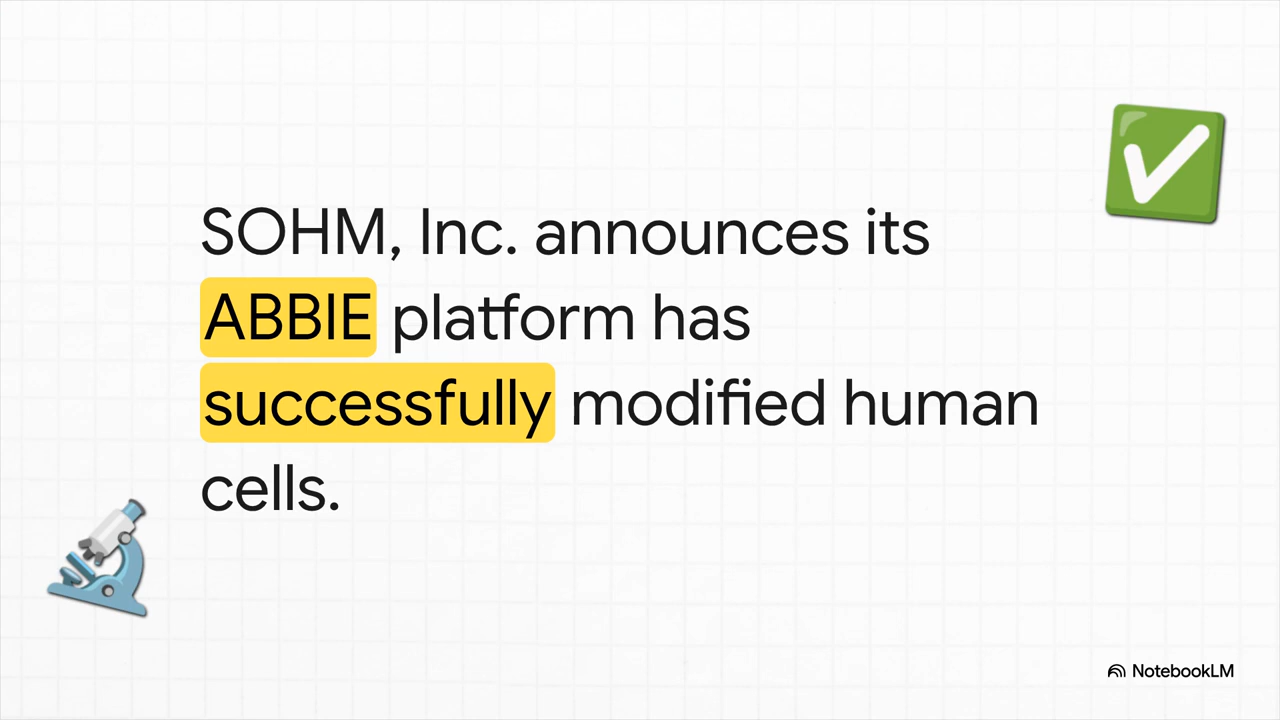 SOHM, Inc. announces its
ABBIE platform has
successfully modified human
cells.
NotebookLM